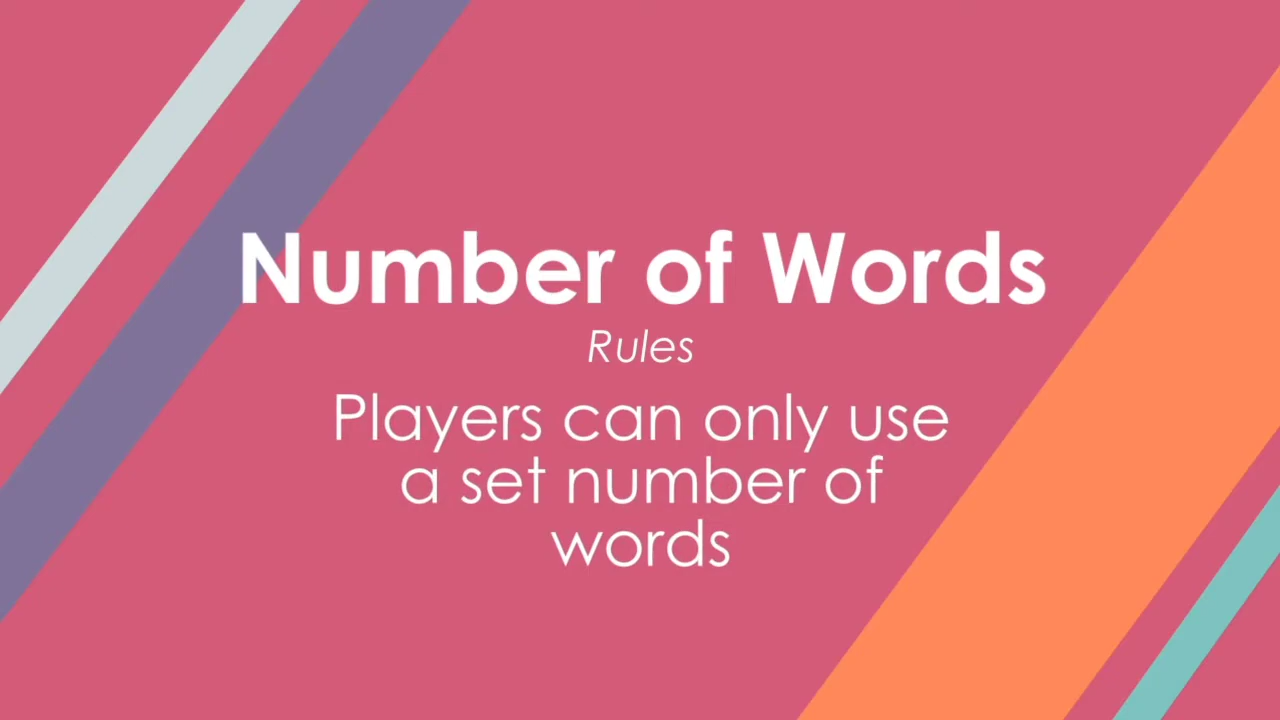 Number of Words
Rules
Players can only use
a set number of
words